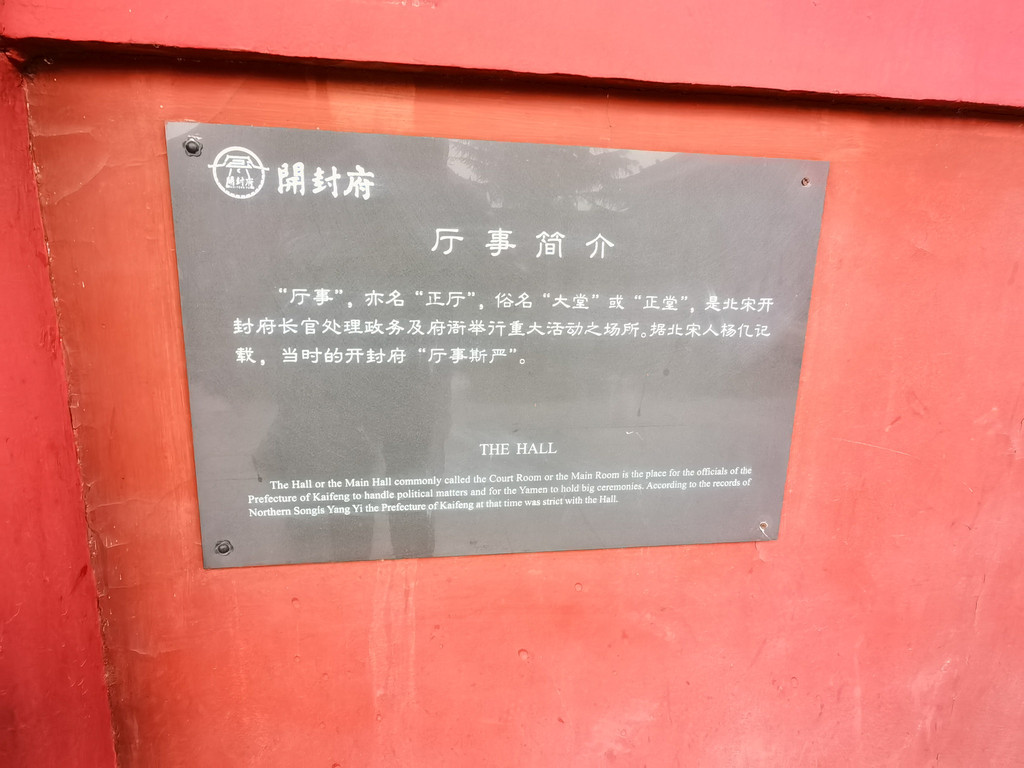 開封府 開封府
厅事简介
“厅事”，亦名“正厅”，俗名“大堂”或“正堂”，是北宋开
封府长官处理政务及府衙举行重大活动之场所。据北宋人杨亿记
载，当时的开封府“厅事斯严”。
THE HALL
The Hall or the Main Hall commonly called the Court Room or the Main Room is the place for the officials of the
Prefecture of Kaifeng to handle political matters and for the Yamen to hold big ceremonies. According to the records of
Northern Songis Yang Yi the Prefecture of Kaifeng at that time was strict with the Hall.